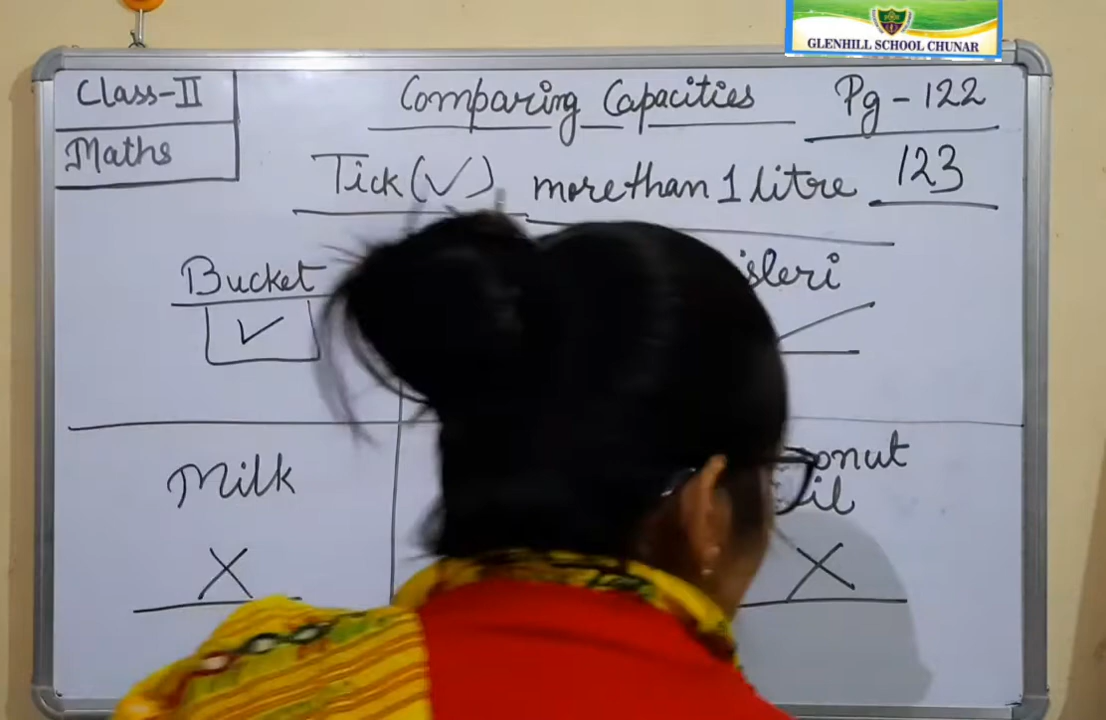 GLENHILL SCHOOL CHUNAR
Class-II
Maths
Comparing Capacities
Pg - 122
123
Tick (✓) more than 1 litre
Bucket
✓
isleri
Milk
X
onut
il
X